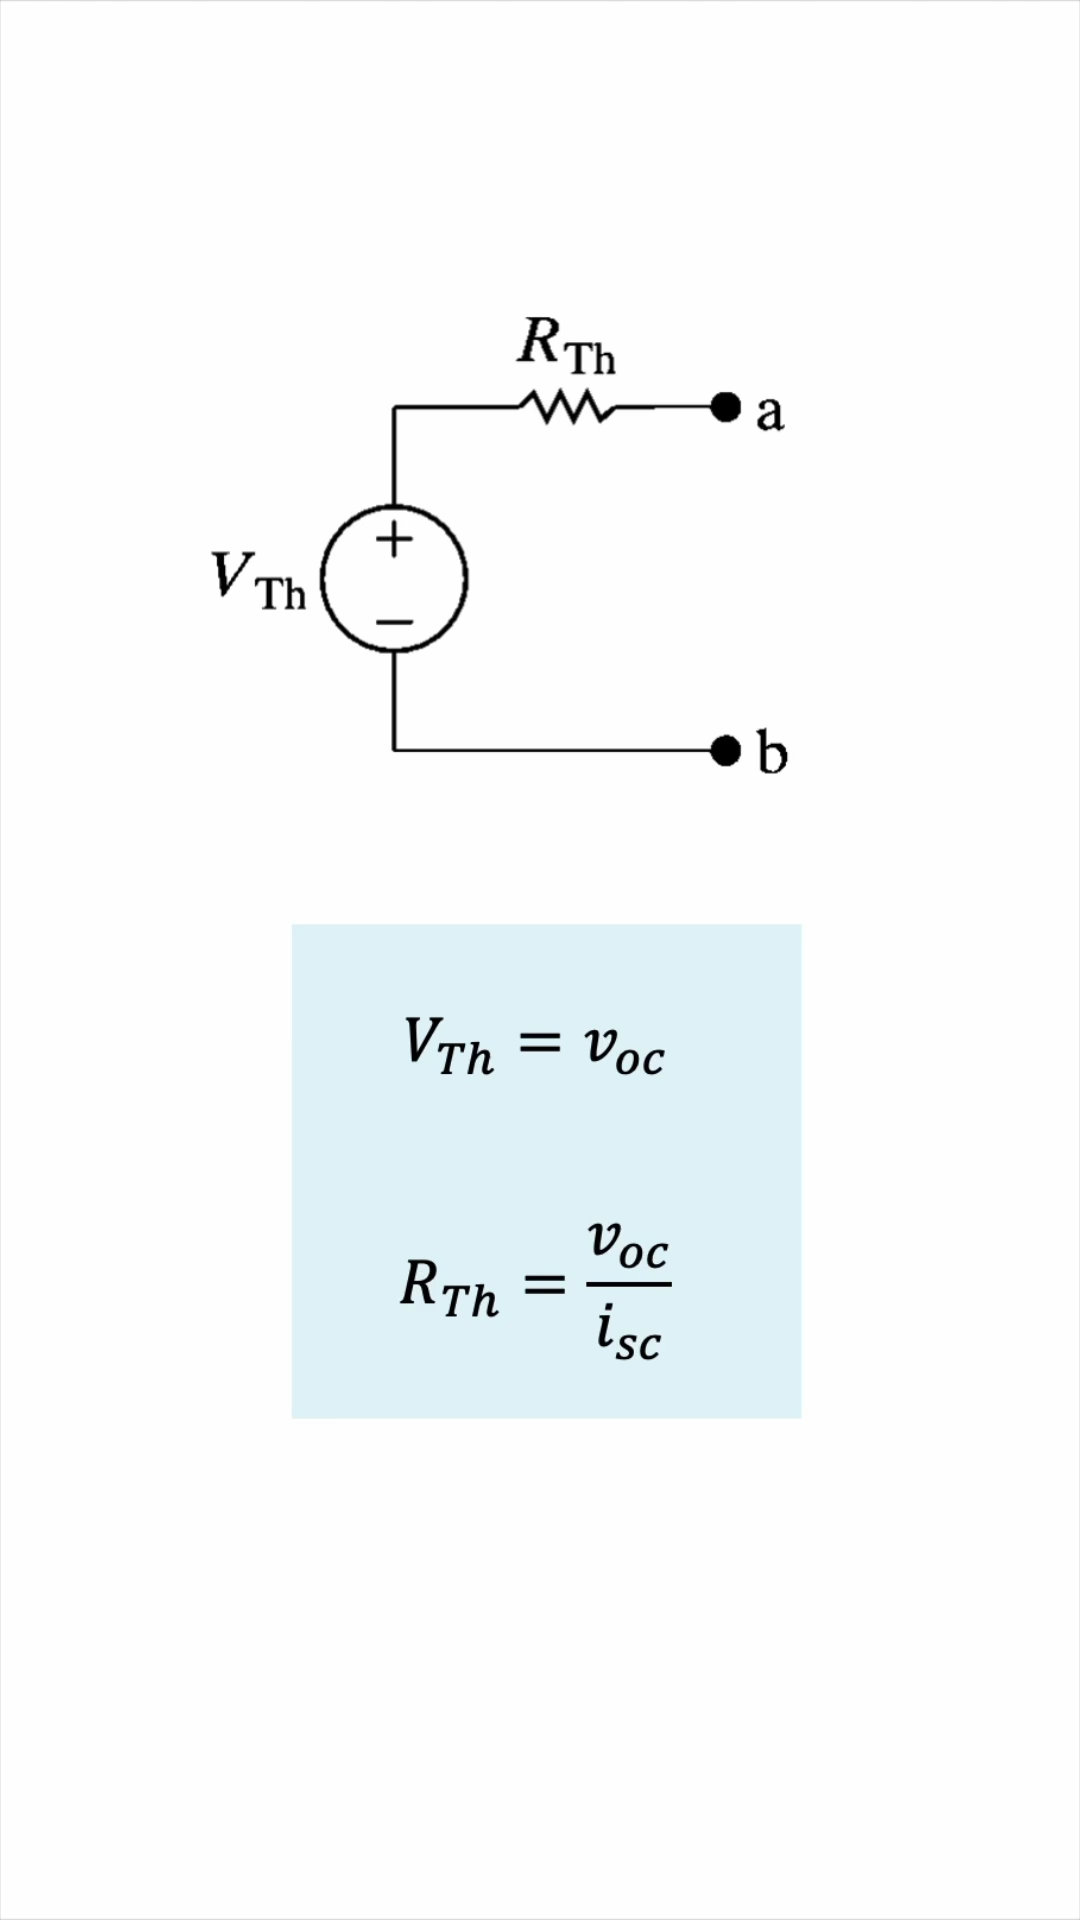 R_Th
a
+
V_Th
−
b
V_Th = v_oc
R_Th = v_oc / i_sc